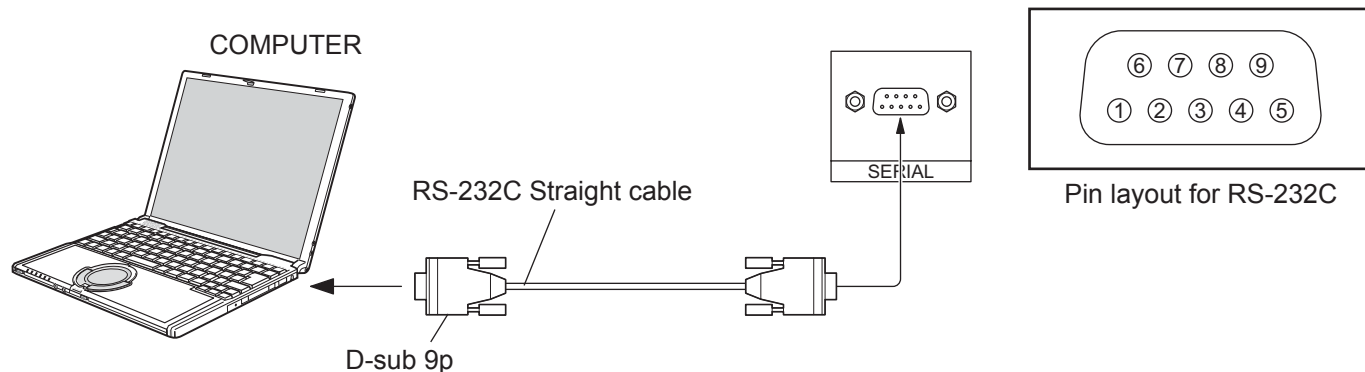 COMPUTER
RS-232C Straight cable
D-sub 9p
SERIAL
⑥ ⑦ ⑧ ⑨
① ② ③ ④ ⑤
Pin layout for RS-232C